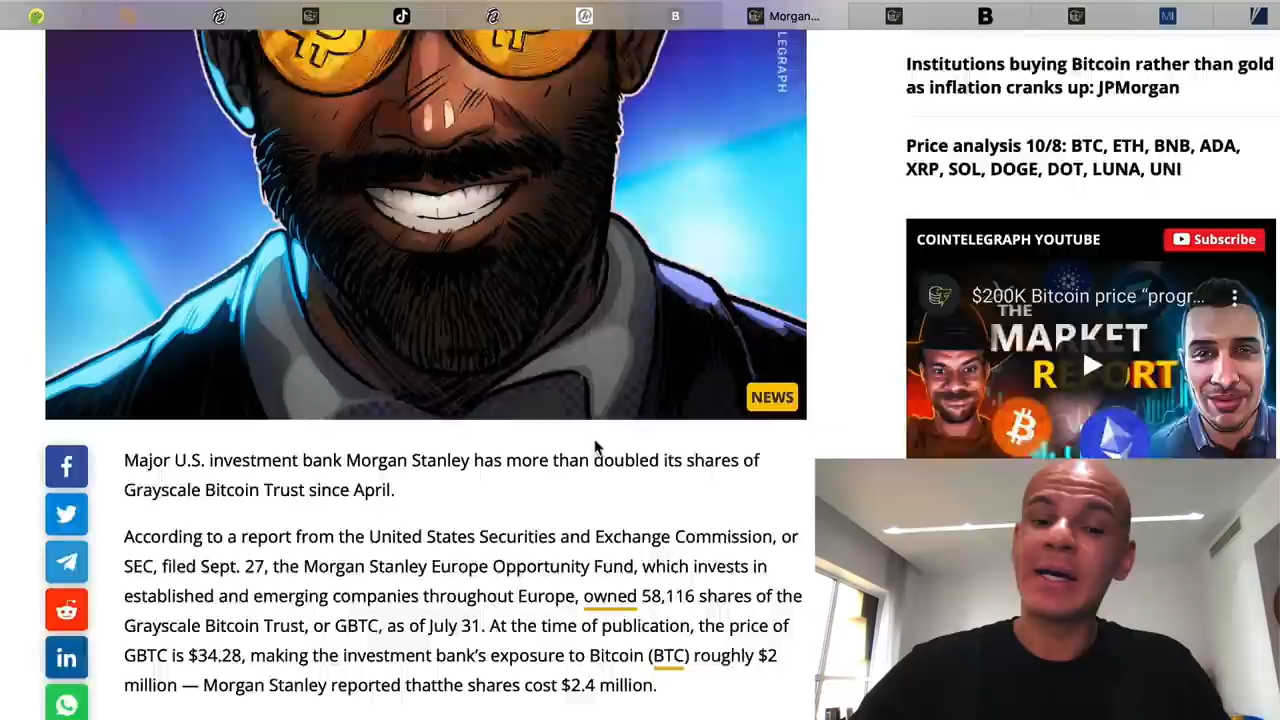 Morgan...
B
B
MI
LEGRAPH
NEWS
Major U.S. investment bank Morgan Stanley has more than doubled its shares of
Grayscale Bitcoin Trust since April.
According to a report from the United States Securities and Exchange Commission, or
SEC, filed Sept. 27, the Morgan Stanley Europe Opportunity Fund, which invests in
established and emerging companies throughout Europe, owned 58,116 shares of the
Grayscale Bitcoin Trust, or GBTC, as of July 31. At the time of publication, the price of
GBTC is $34.28, making the investment bank’s exposure to Bitcoin (BTC) roughly $2
million — Morgan Stanley reported thatthe shares cost $2.4 million.
Institutions buying Bitcoin rather than gold
as inflation cranks up: JPMorgan
Price analysis 10/8: BTC, ETH, BNB, ADA,
XRP, SOL, DOGE, DOT, LUNA, UNI
COINTELEGRAPH YOUTUBE
Subscribe
$200K Bitcoin price “progr...
THE
MARKET
REPORT